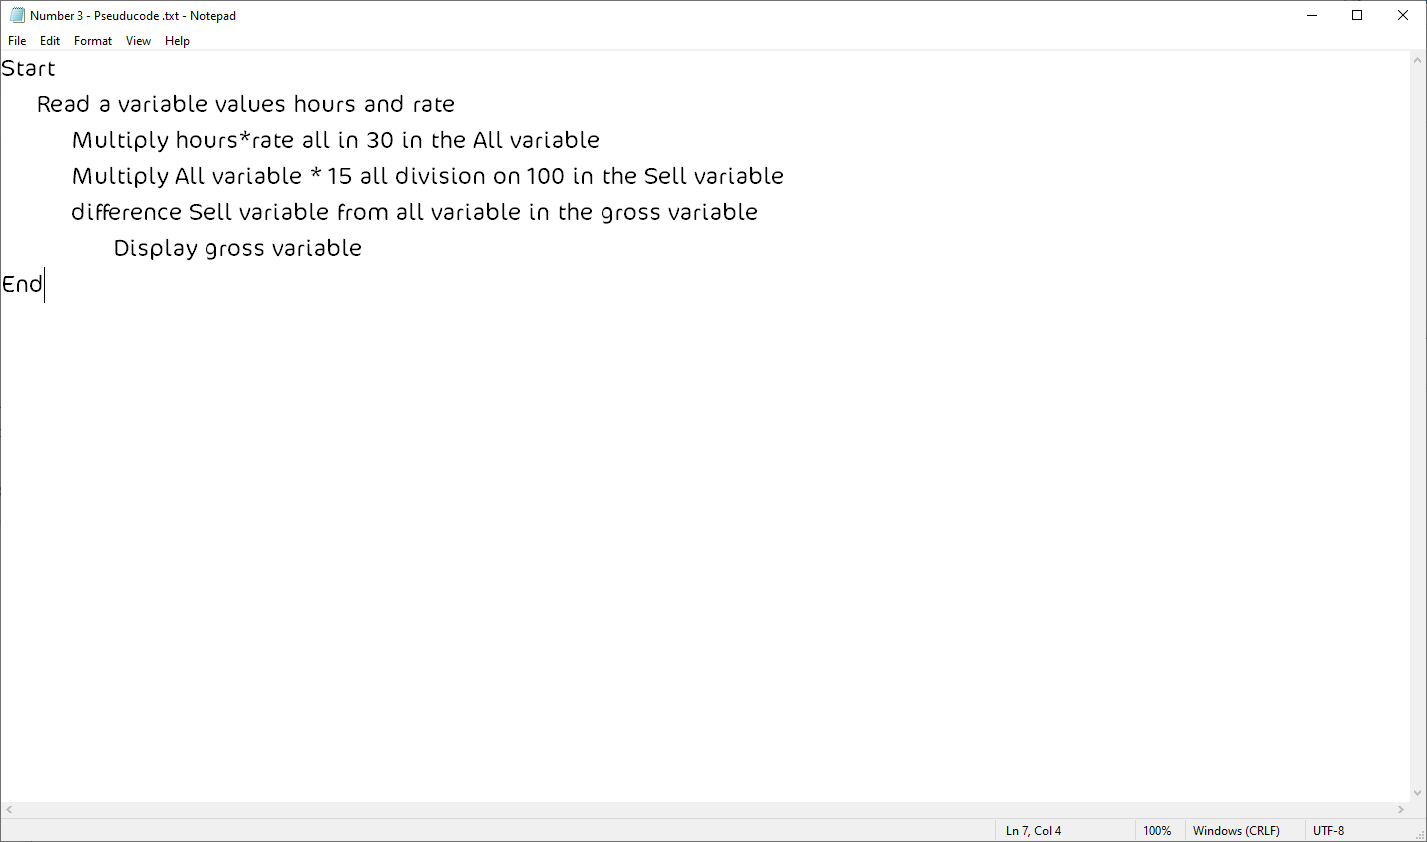 Number 3 - Pseuducode .txt - Notepad
File Edit Format View Help
Start
Read a variable values hours and rate
Multiply hours*rate all in 30 in the All variable
Multiply All variable * 15 all division on 100 in the Sell variable
difference Sell variable from all variable in the gross variable
Display gross variable
End
Ln 7, Col 4 100% Windows (CRLF) UTF-8